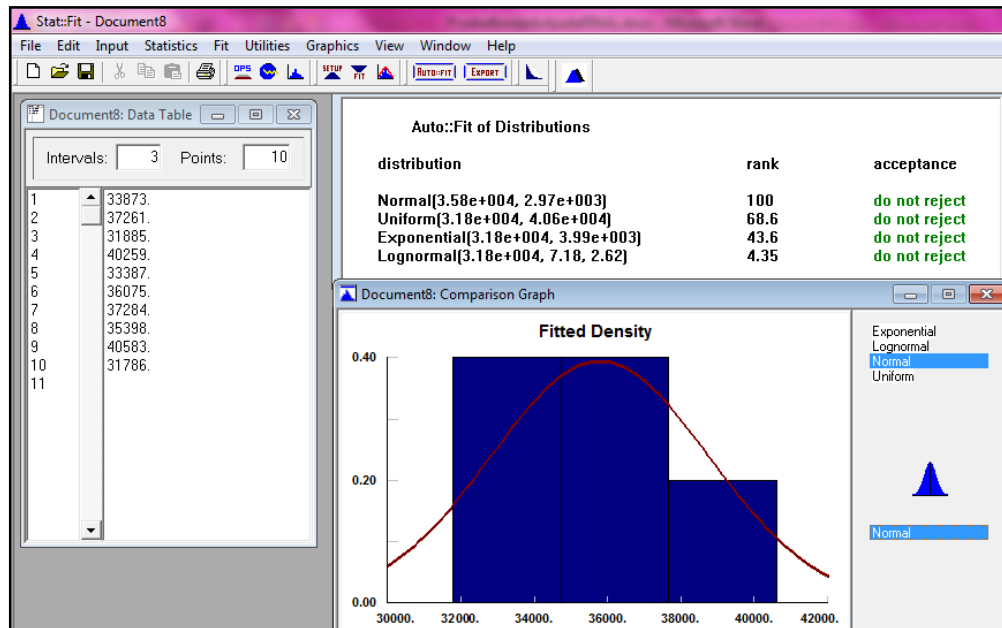 Stat::Fit - Document8
File Edit Input Statistics Fit Utilities Graphics View Window Help
OPS SETUP FIT AUTO::FIT EXPORT
Document8: Data Table
Intervals: 3 Points: 10
1 33873.
2 37261.
3 31885.
4 40259.
5 33387.
6 36075.
7 37284.
8 35398.
9 40583.
10 31786.
11
Auto::Fit of Distributions
distribution rank acceptance
Normal(3.58e+004, 2.97e+003) 100 do not reject
Uniform(3.18e+004, 4.06e+004) 68.6 do not reject
Exponential(3.18e+004, 3.99e+003) 43.6 do not reject
Lognormal(3.18e+004, 7.18, 2.62) 4.35 do not reject
Document8: Comparison Graph
Fitted Density
0.40
0.20
0.00
30000. 32000. 34000. 36000. 38000. 40000. 42000.
Exponential
Lognormal
Normal
Uniform
Normal